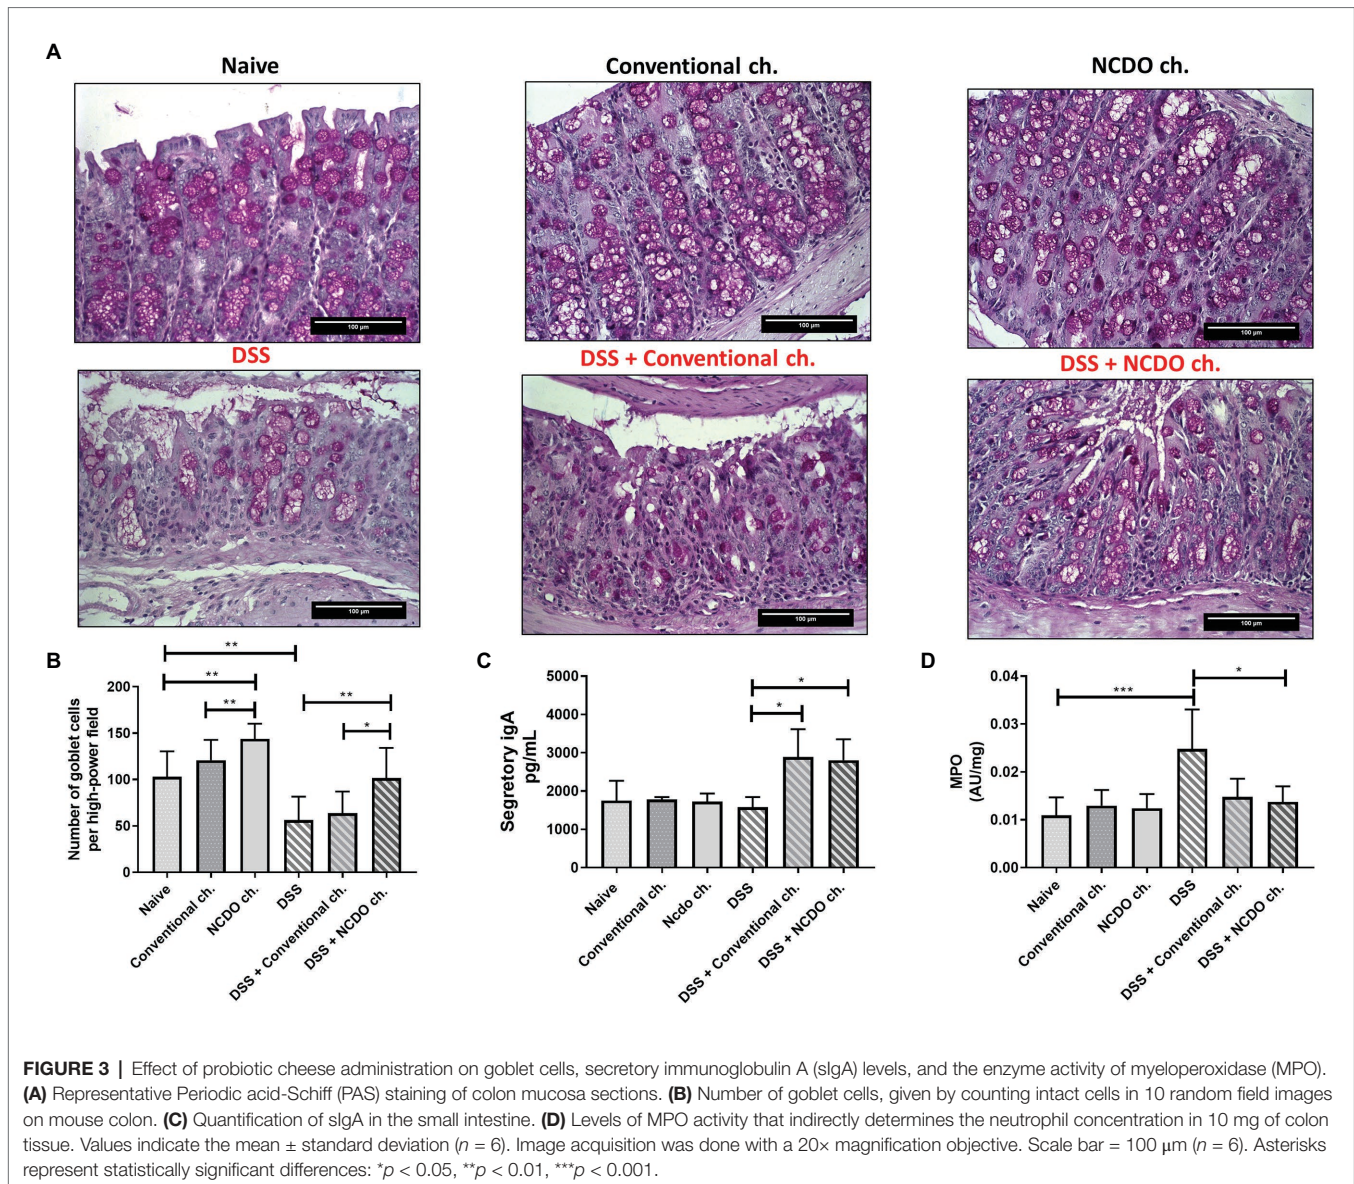 A
Naive
Conventional ch.
NCDO ch.
100 µm
100 µm
100 µm
DSS
DSS + Conventional ch.
DSS + NCDO ch.
100 µm
100 µm
100 µm
B
Number of goblet cells
per high-power field
200
150
100
50
0
**
**
**
**
*
Naive
Conventional ch.
NCDO ch.
DSS
DSS + Conventional ch.
DSS + NCDO ch.
C
Segretory igA
pg/mL
5000
4000
3000
2000
1000
0
*
*
Naive
Conventional ch.
Ncdo ch.
DSS
DSS + Conventional ch.
DSS + NCDO ch.
D
MPO
(AU/mg)
0.04
0.03
0.02
0.01
0.00
***
*
Naive
Conventional ch.
NCDO ch.
DSS
DSS + Conventional ch.
DSS + NCDO ch.
FIGURE 3 | Effect of probiotic cheese administration on goblet cells, secretory immunoglobulin A (sIgA) levels, and the enzyme activity of myeloperoxidase (MPO).
(A) Representative Periodic acid-Schiff (PAS) staining of colon mucosa sections. (B) Number of goblet cells, given by counting intact cells in 10 random field images
on mouse colon. (C) Quantification of sIgA in the small intestine. (D) Levels of MPO activity that indirectly determines the neutrophil concentration in 10 mg of colon
tissue. Values indicate the mean ± standard deviation (n = 6). Image acquisition was done with a 20× magnification objective. Scale bar = 100 µm (n = 6). Asterisks
represent statistically significant differences: *p < 0.05, **p < 0.01, ***p < 0.001.